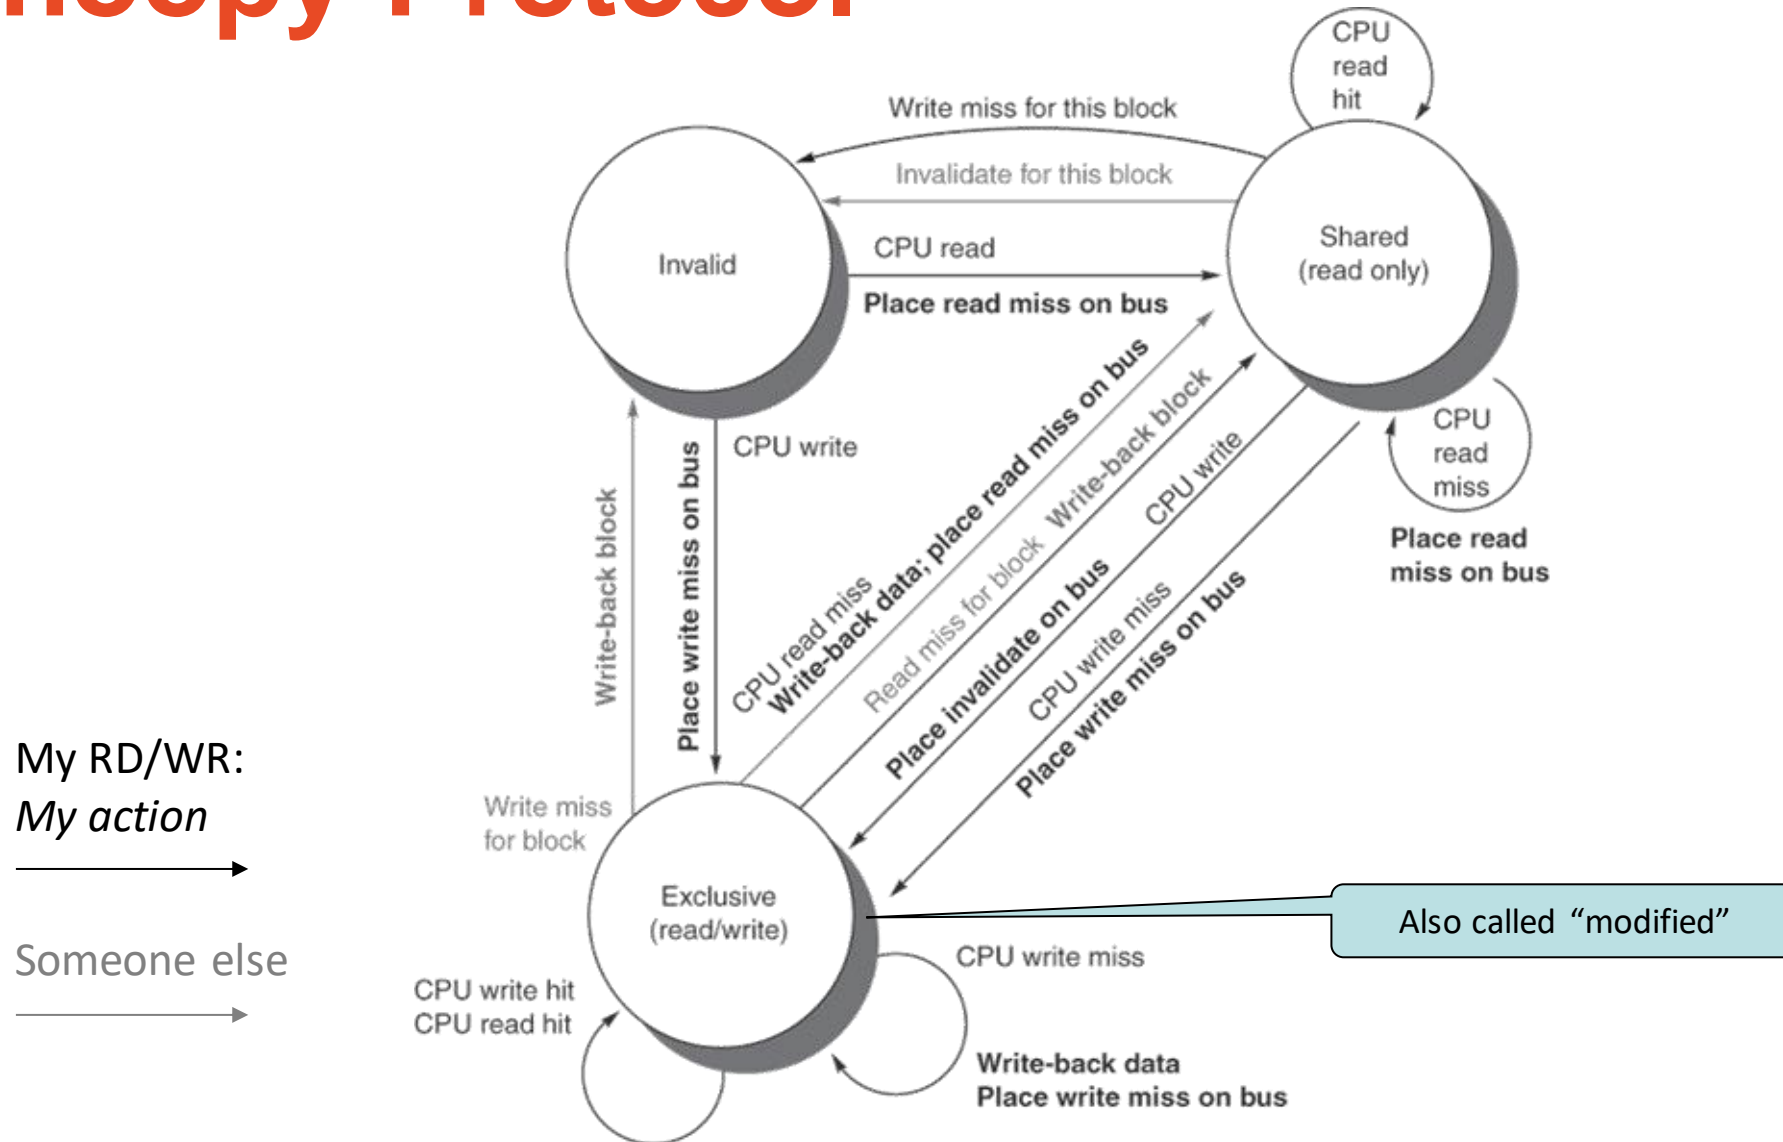 noopy Protocol
CPU
read
hit
Write miss for this block
Invalidate for this block
CPU read
Place read miss on bus
Invalid
Shared
(read only)
CPU write
Place write miss on bus
Write-back block
CPU read miss
Write-back data; place read miss on bus
Read miss for block Write-back block
CPU write
Place invalidate on bus
CPU write miss
Place write miss on bus
CPU
read
miss
Place read
miss on bus
My RD/WR:
My action
Someone else
Write miss
for block
Exclusive
(read/write)
Also called “modified”
CPU write hit
CPU read hit
CPU write miss
Write-back data
Place write miss on bus